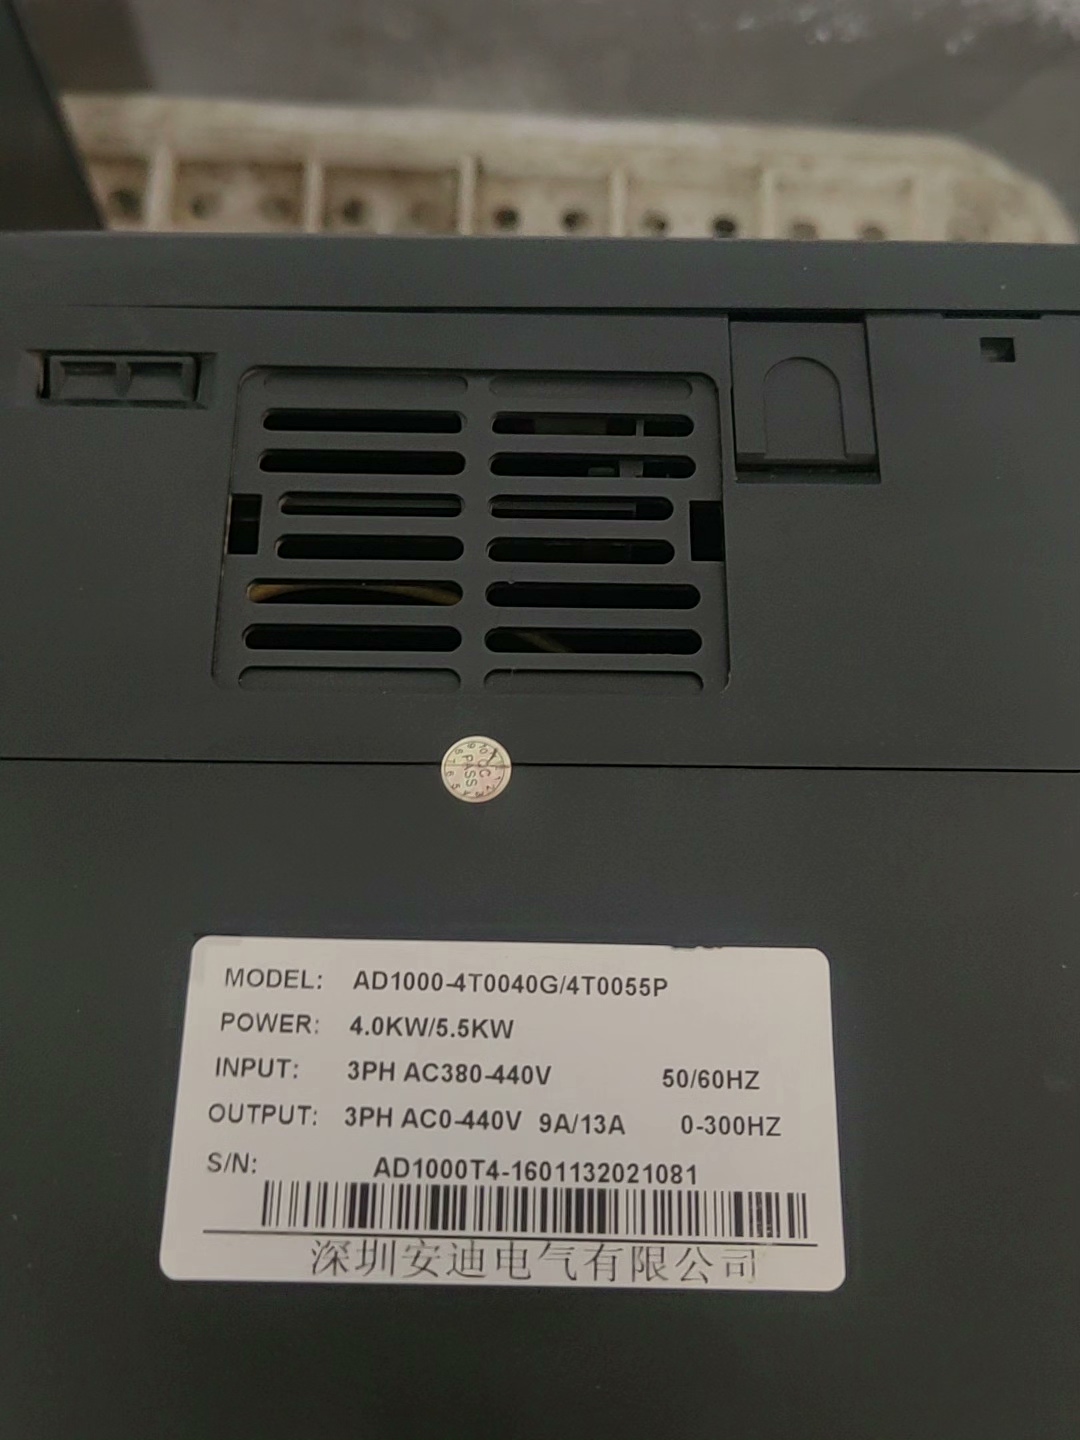 QC
PASS
MODEL: AD1000-4T0040G/4T0055P
POWER: 4.0KW/5.5KW
INPUT: 3PH AC380-440V 50/60HZ
OUTPUT: 3PH AC0-440V 9A/13A 0-300HZ
S/N: AD1000T4-1601132021081
深圳安迪电气有限公司